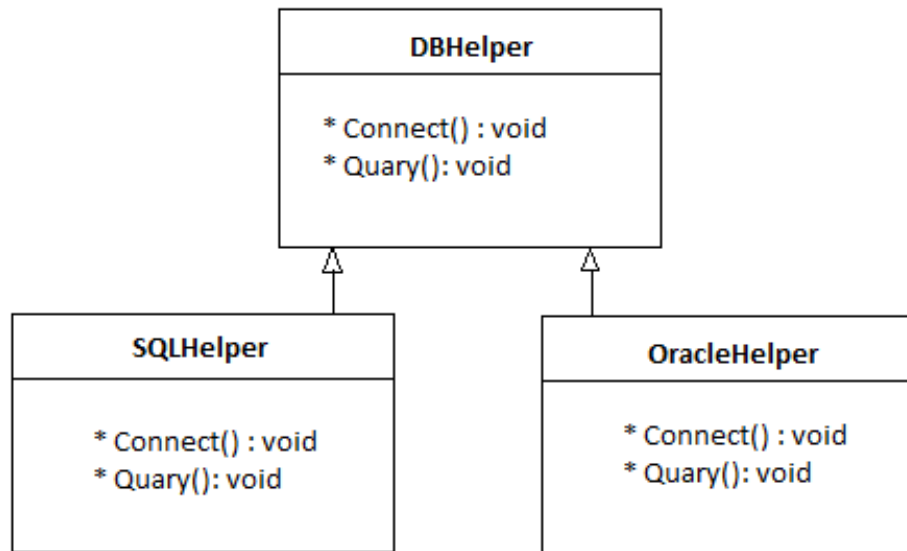 DBHelper
* Connect() : void
* Quary(): void
SQLHelper
* Connect() : void
* Quary(): void
OracleHelper
* Connect() : void
* Quary(): void